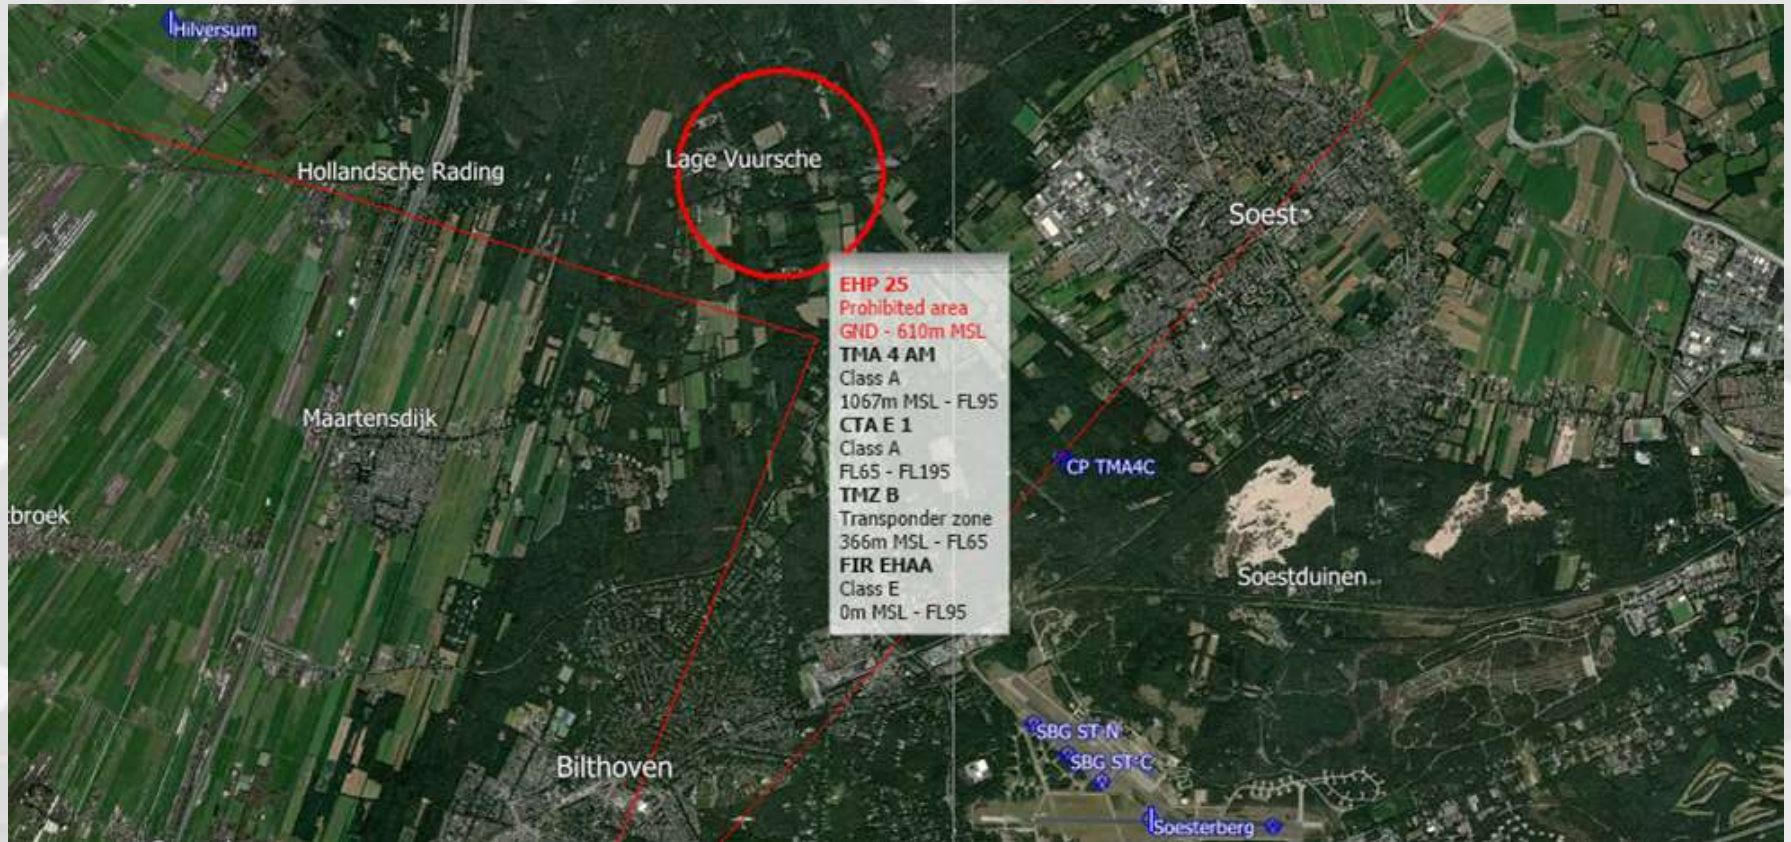 Hilversum
Lage Vuursche
Hollandsche Rading
Soest
EHP 25
Prohibited area
GND - 610m MSL
TMA 4 AM
Class A
1067m MSL - FL95
CTA E 1
Class A
FL65 - FL195
TMZ B
Transponder zone
366m MSL - FL65
FIR EHAA
Class E
0m MSL - FL95
Maartensdijk
CP TMA4C
tbroek
Soestduinen
SBG ST-N
SBG ST-C
Bilthoven
Soesterberg